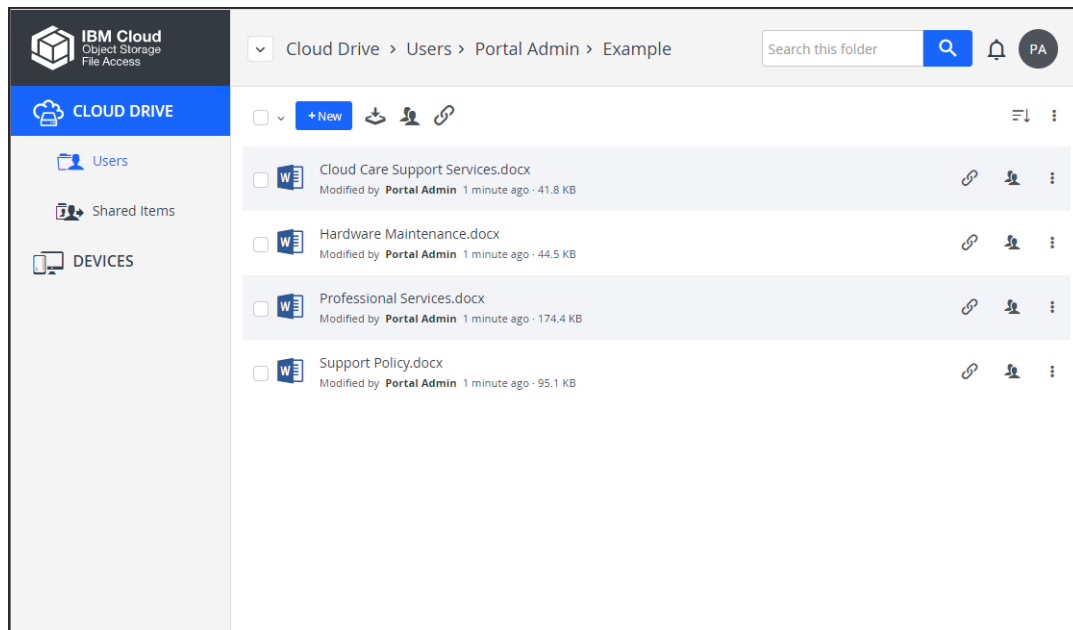 IBM Cloud
Object Storage
File Access
Cloud Drive > Users > Portal Admin > Example
Search this folder
PA
CLOUD DRIVE
+ New
Users
Shared Items
DEVICES
Cloud Care Support Services.docx
Modified by Portal Admin 1 minute ago · 41.8 KB
Hardware Maintenance.docx
Modified by Portal Admin 1 minute ago · 44.5 KB
Professional Services.docx
Modified by Portal Admin 1 minute ago · 174.4 KB
Support Policy.docx
Modified by Portal Admin 1 minute ago · 95.1 KB